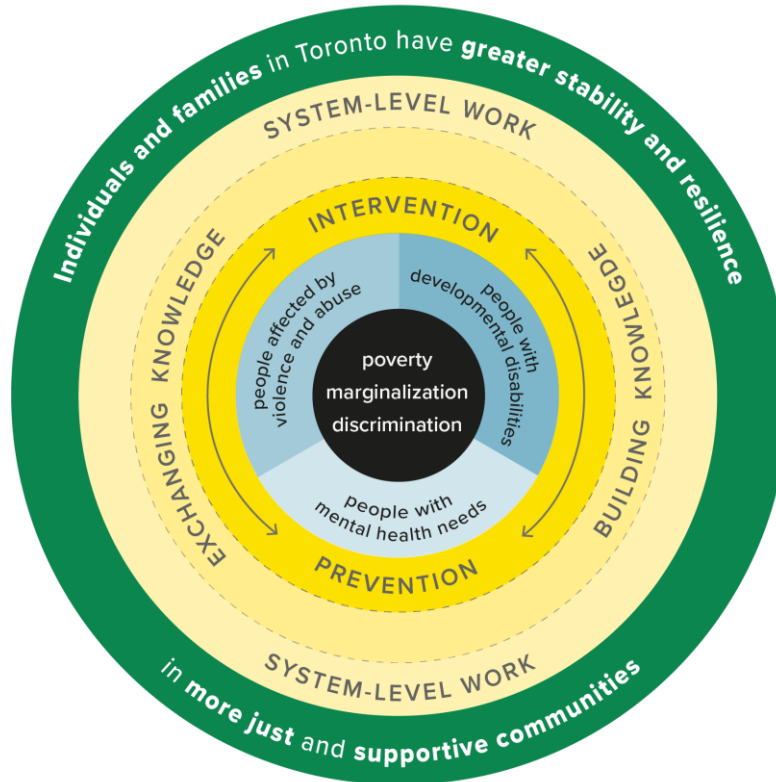 Individuals and families in Toronto have greater stability and resilience
SYSTEM-LEVEL WORK
INTERVENTION
EXCHANGING KNOWLEDGE
BUILDING KNOWLEGDE
people affected by
violence and abuse
people with
developmental disabilities
poverty
marginalization
discrimination
people with
mental health needs
PREVENTION
SYSTEM-LEVEL WORK
in more just and supportive communities